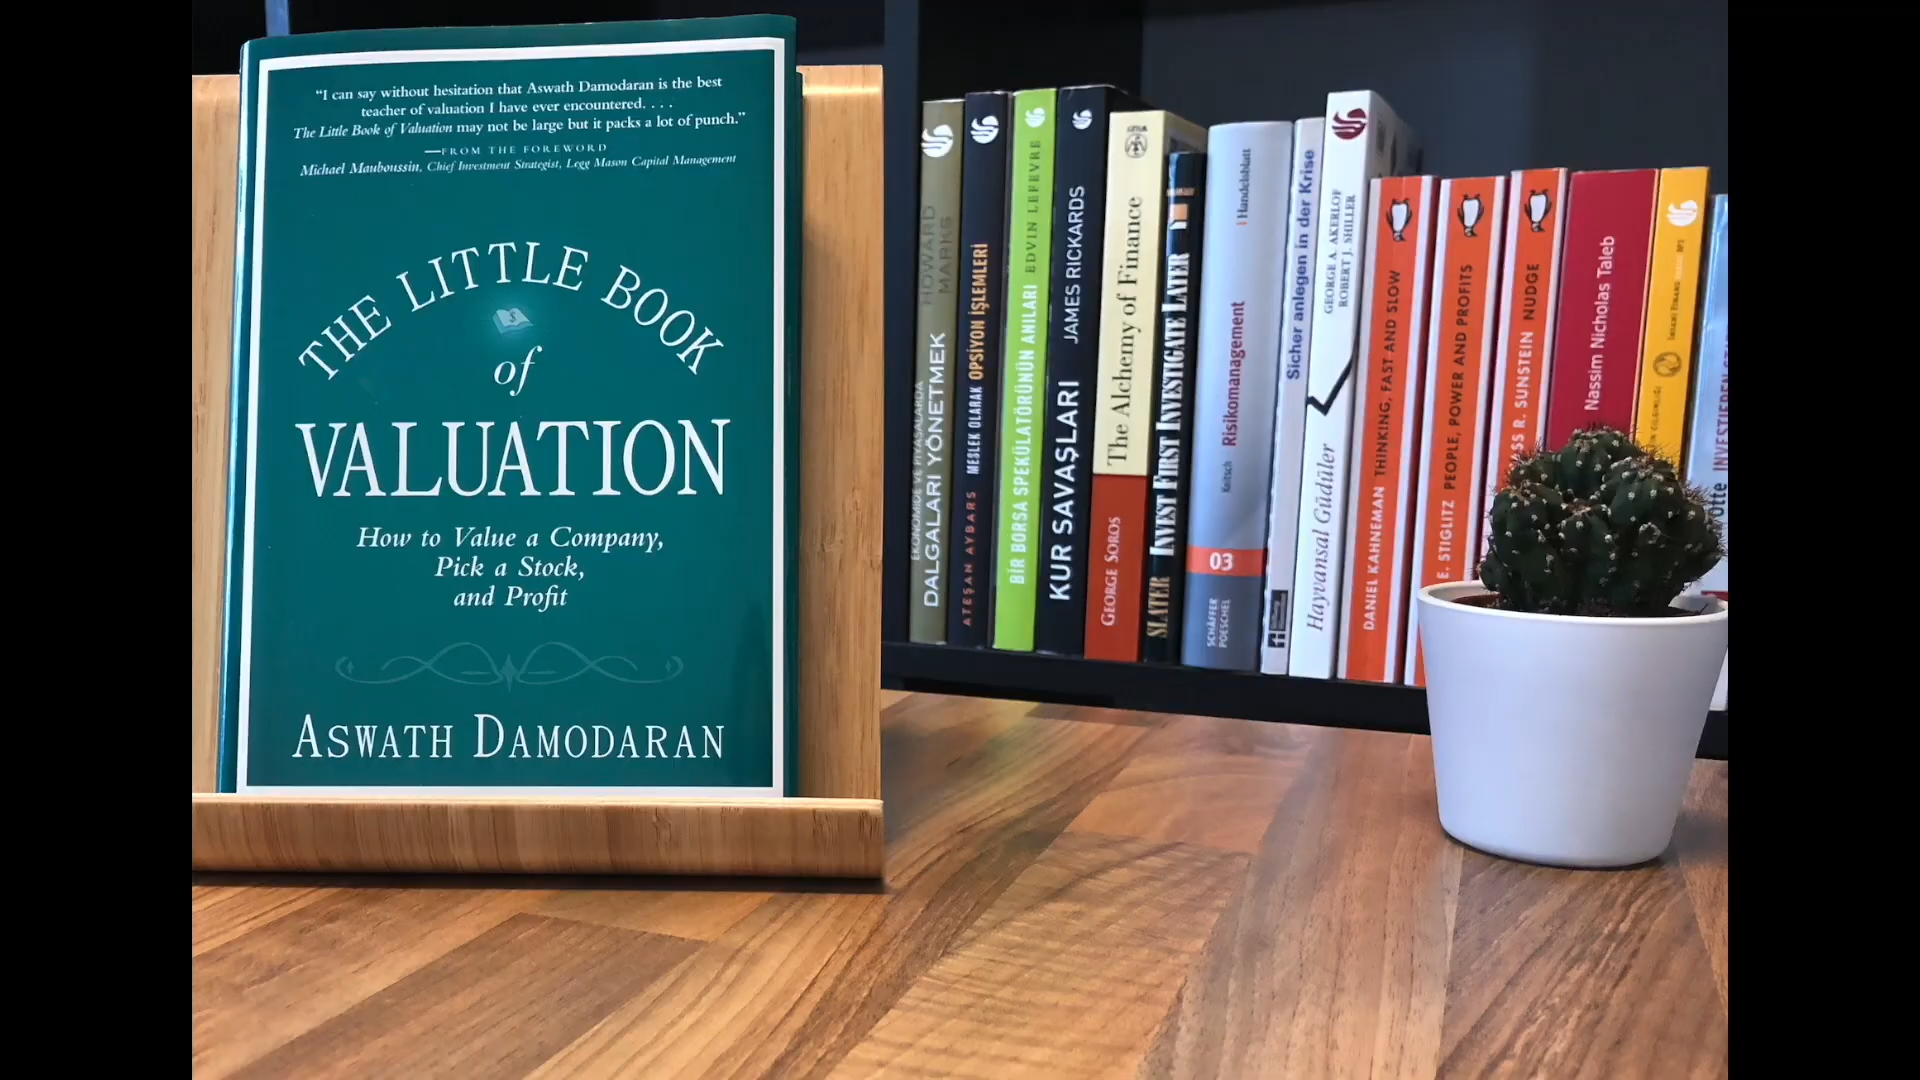 “I can say without hesitation that Aswath Damodaran is the best
teacher of valuation I have ever encountered. . . .
The Little Book of Valuation may not be large but it packs a lot of punch.”
—FROM THE FOREWORD
Michael Mauboussin, Chief Investment Strategist, Legg Mason Capital Management
THE LITTLE BOOK
of
VALUATION
How to Value a Company,
Pick a Stock,
and Profit
ASWATH DAMODARAN
HOWARD MARKS
EKONOMİDE VE PİYASALARDA
DALGALARI YÖNETMEK
ATEŞAN AYBARS MESLEK OLARAK OPSİYON İŞLEMLERİ
BİR BORSA SPEKÜLATÖRÜNÜN ANILARI EDVIN LEFEVRE
KUR SAVAŞLARI JAMES RICKARDS
GEORGE SOROS The Alchemy of Finance
SLATER INVEST FIRST INVESTIGATE LATER
SCHÄFFER POESCHEL
03
Keitsch Risikomanagement Handelsblatt
Sicher anlegen in der Krise
Hayvansal Güdüler
GEORGE A. AKERLOF
ROBERT J. SHILLER
DANIEL KAHNEMAN THINKING, FAST AND SLOW
E. STIGLITZ PEOPLE, POWER AND PROFITS
R. SUNSTEIN NUDGE
Nassim Nicholas Taleb